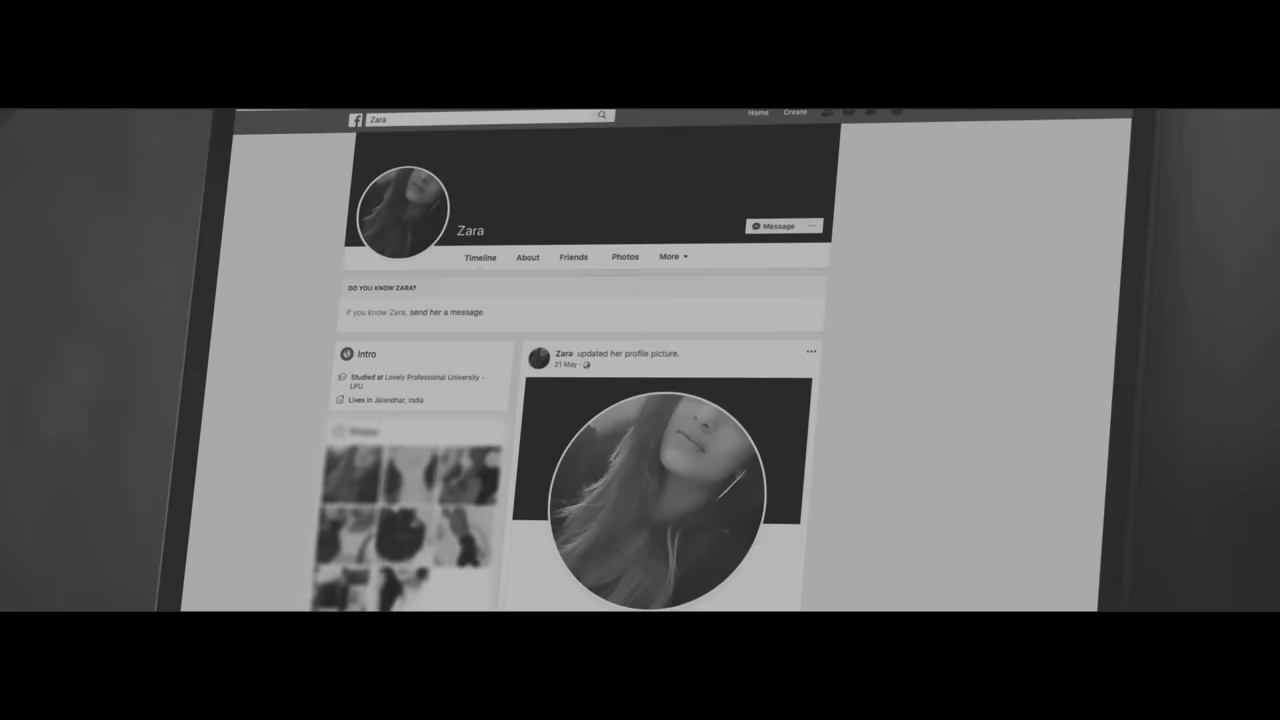 Zara
Home
Create
Zara
Message
Timeline
About
Friends
Photos
More
DO YOU KNOW ZARA?
If you know Zara, send her a message.
Intro
Studied at Lovely Professional University -
LPU
Lives in Jalandhar, India
Photos
Zara updated her profile picture.
21 May